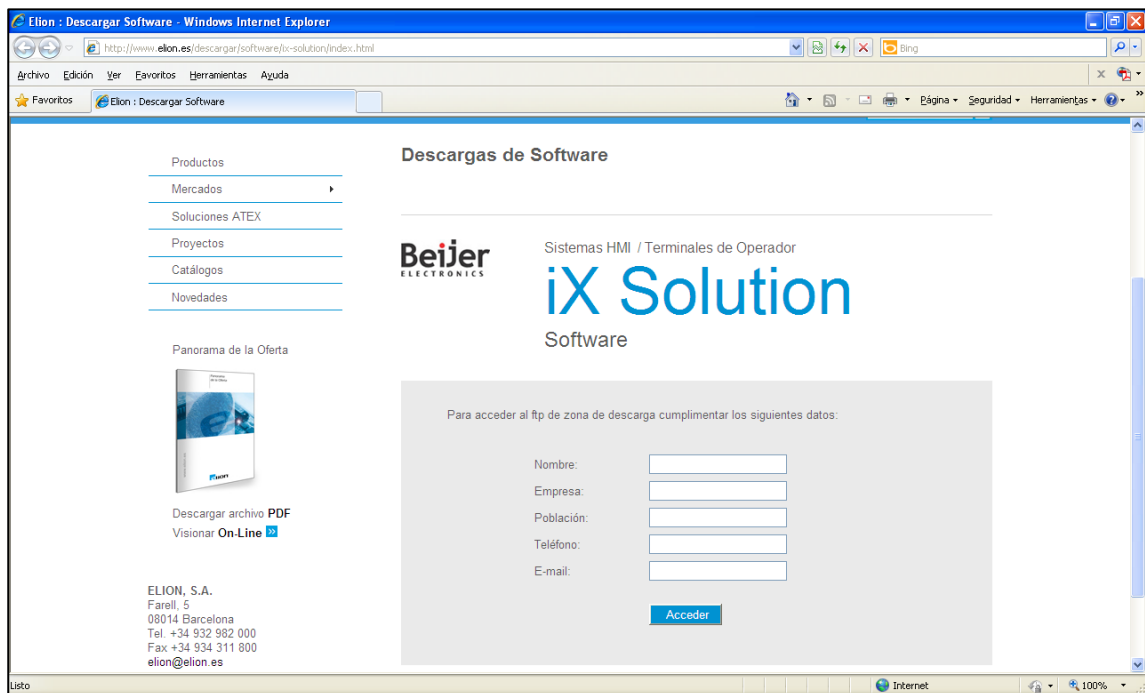 Elion : Descargar Software - Windows Internet Explorer
http://www.elion.es/descargar/software/ix-solution/index.html
Bing
Archivo Edición Ver Favoritos Herramientas Ayuda
Favoritos
Elion : Descargar Software
Página
Seguridad
Herramientas
Productos
Mercados
Soluciones ATEX
Proyectos
Catálogos
Novedades
Panorama de la Oferta
Descargar archivo PDF
Visionar On-Line
ELION, S.A.
Farell, 5
08014 Barcelona
Tel. +34 932 982 000
Fax +34 934 311 800
elion@elion.es
Descargas de Software
Beijer
ELECTRONICS
Sistemas HMI / Terminales de Operador
iX Solution
Software
Para acceder al ftp de zona de descarga cumplimentar los siguientes datos:
Nombre:
Empresa:
Población:
Teléfono:
E-mail:
Acceder
Listo
Internet
100%